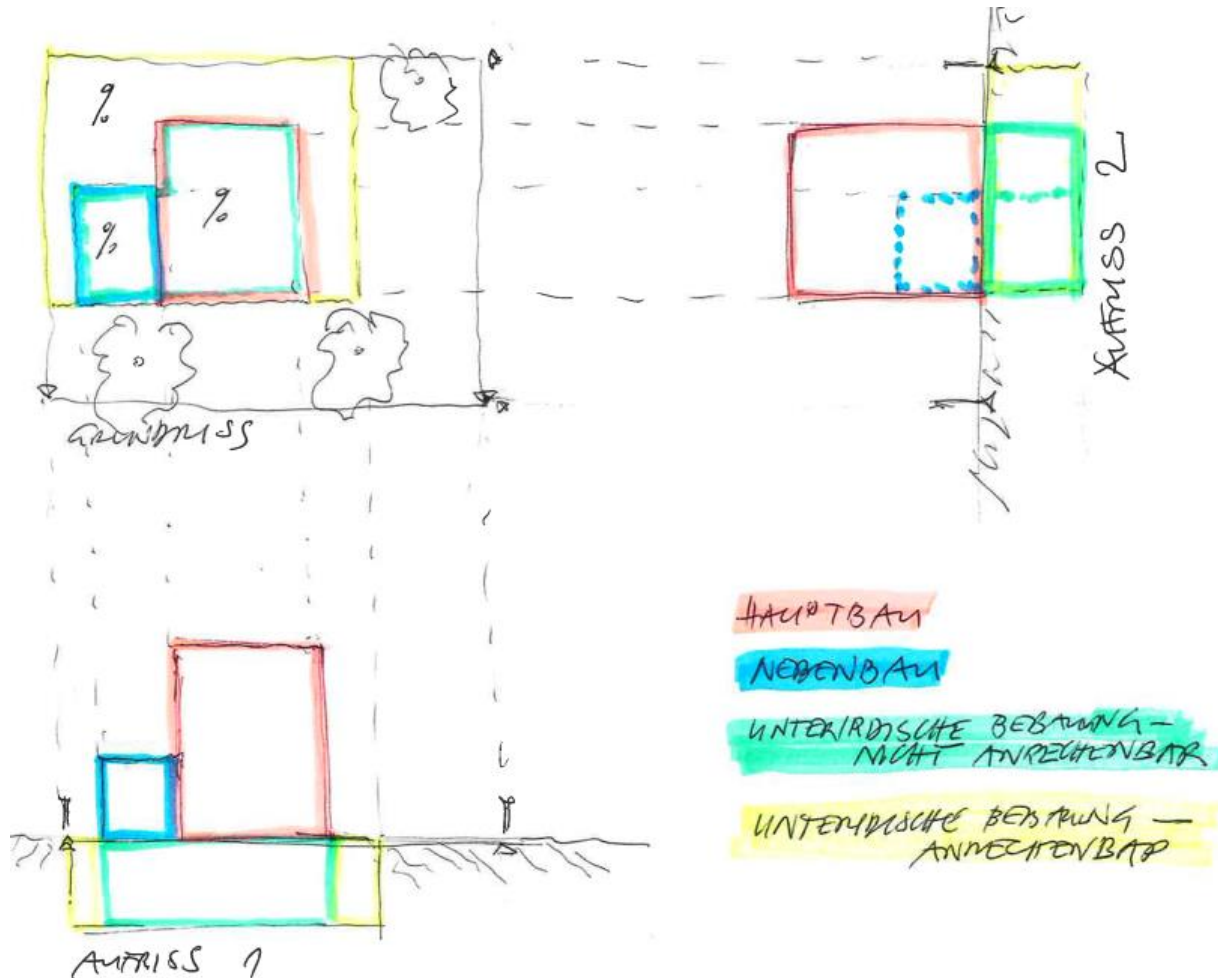 %
%
%
GRUNDRISS
AUFRISS 2
HAUPTBAU
NEBENBAU
UNTERIRDISCHE BEBAUUNG –
NICHT ANRECHENBAR
UNTERIRDISCHE BEBAUUNG –
ANRECHENBAR
AUFRISS 1